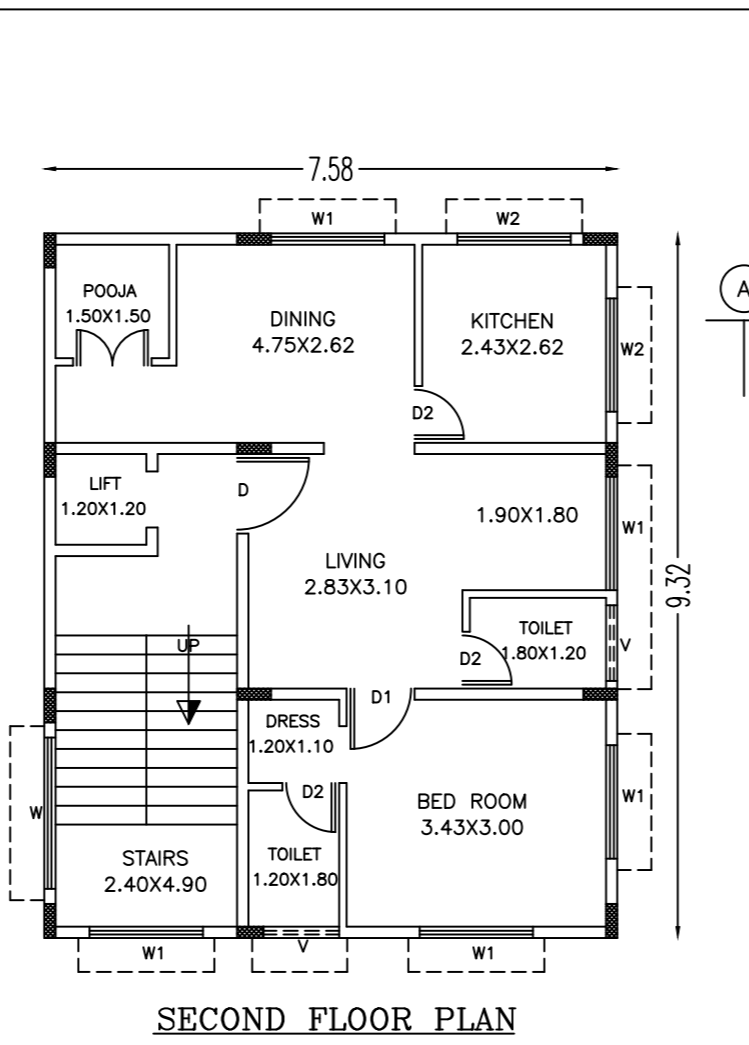 7.58
W1
W2
POOJA
1.50X1.50
DINING
4.75X2.62
KITCHEN
2.43X2.62
W2
A
D2
LIFT
1.20X1.20
D
1.90X1.80
W1
LIVING
2.83X3.10
9.32
TOILET
1.80X1.20
V
UP
D2
D1
DRESS
1.20X1.10
D2
BED ROOM
3.43X3.00
W1
W
STAIRS
2.40X4.90
TOILET
1.20X1.80
W1
V
W1
SECOND FLOOR PLAN